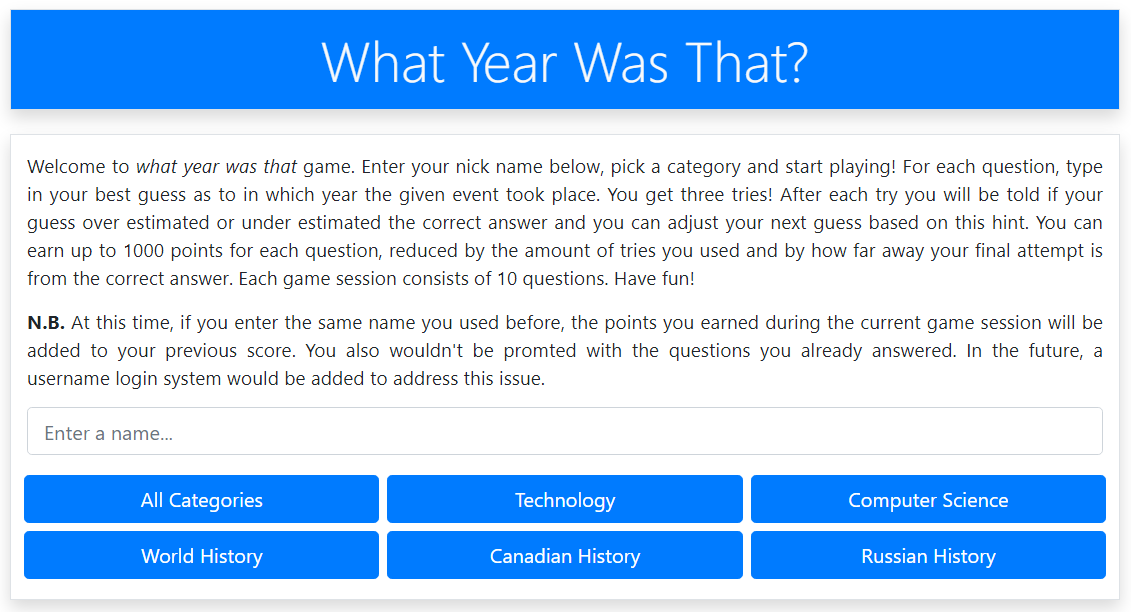 What Year Was That?
Welcome to what year was that game. Enter your nick name below, pick a category and start playing! For each question, type
in your best guess as to in which year the given event took place. You get three tries! After each try you will be told if your
guess over estimated or under estimated the correct answer and you can adjust your next guess based on this hint. You can
earn up to 1000 points for each question, reduced by the amount of tries you used and by how far away your final attempt is
from the correct answer. Each game session consists of 10 questions. Have fun!
N.B. At this time, if you enter the same name you used before, the points you earned during the current game session will be
added to your previous score. You also wouldn't be promted with the questions you already answered. In the future, a
username login system would be added to address this issue.
Enter a name...
All Categories Technology Computer Science
World History Canadian History Russian History